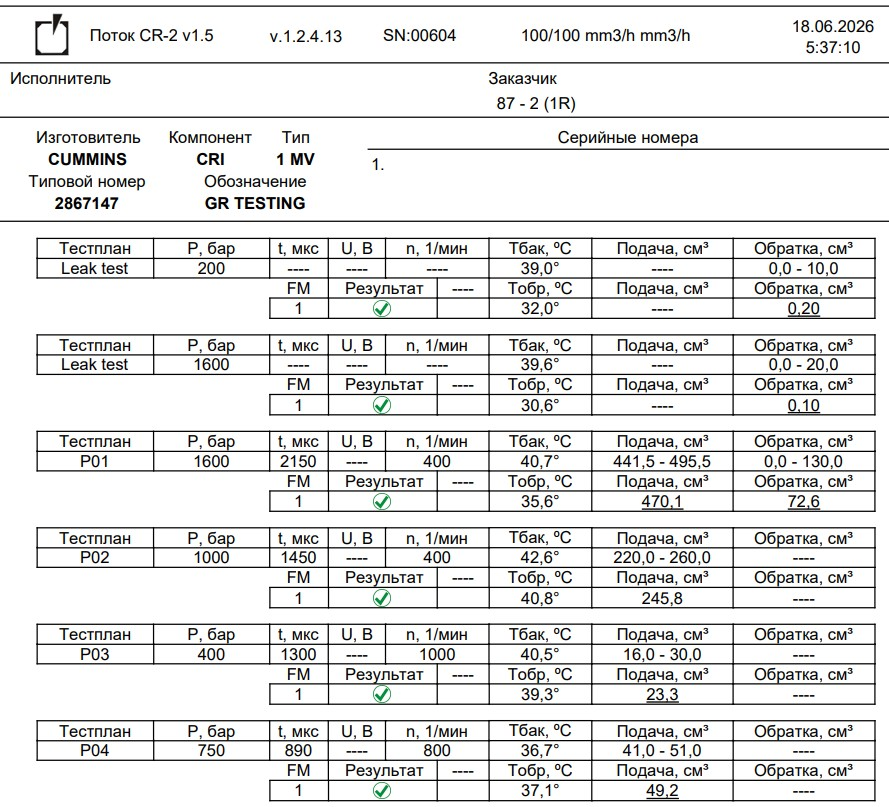 Поток CR-2 v1.5 v.1.2.4.13 SN:00604 100/100 mm3/h mm3/h 18.06.2026
5:37:10
Исполнитель Заказчик
87 - 2 (1R)
Изготовитель Компонент Тип Серийные номера
CUMMINS CRI 1 MV 1.
Типовой номер Обозначение
2867147 GR TESTING
Тестплан P, бар t, мкс U, В n, 1/мин Тбак, ºC Подача, см³ Обратка, см³
Leak test 200 ---- ---- ---- 39,0° ---- 0,0 - 10,0
FM Результат ---- Тобр, ºC Подача, см³ Обратка, см³
1 32,0° ---- 0,20
Тестплан P, бар t, мкс U, В n, 1/мин Тбак, ºC Подача, см³ Обратка, см³
Leak test 1600 ---- ---- ---- 39,6° ---- 0,0 - 20,0
FM Результат ---- Тобр, ºC Подача, см³ Обратка, см³
1 30,6° ---- 0,10
Тестплан P, бар t, мкс U, В n, 1/мин Тбак, ºC Подача, см³ Обратка, см³
P01 1600 2150 ---- 400 40,7° 441,5 - 495,5 0,0 - 130,0
FM Результат ---- Тобр, ºC Подача, см³ Обратка, см³
1 35,6° 470,1 72,6
Тестплан P, бар t, мкс U, В n, 1/мин Тбак, ºC Подача, см³ Обратка, см³
P02 1000 1450 ---- 400 42,6° 220,0 - 260,0 ----
FM Результат ---- Тобр, ºC Подача, см³ Обратка, см³
1 40,8° 245,8 ----
Тестплан P, бар t, мкс U, В n, 1/мин Тбак, ºC Подача, см³ Обратка, см³
P03 400 1300 ---- 1000 40,5° 16,0 - 30,0 ----
FM Результат ---- Тобр, ºC Подача, см³ Обратка, см³
1 39,3° 23,3 ----
Тестплан P, бар t, мкс U, В n, 1/мин Тбак, ºC Подача, см³ Обратка, см³
P04 750 890 ---- 800 36,7° 41,0 - 51,0 ----
FM Результат ---- Тобр, ºC Подача, см³ Обратка, см³
1 37,1° 49,2 ----